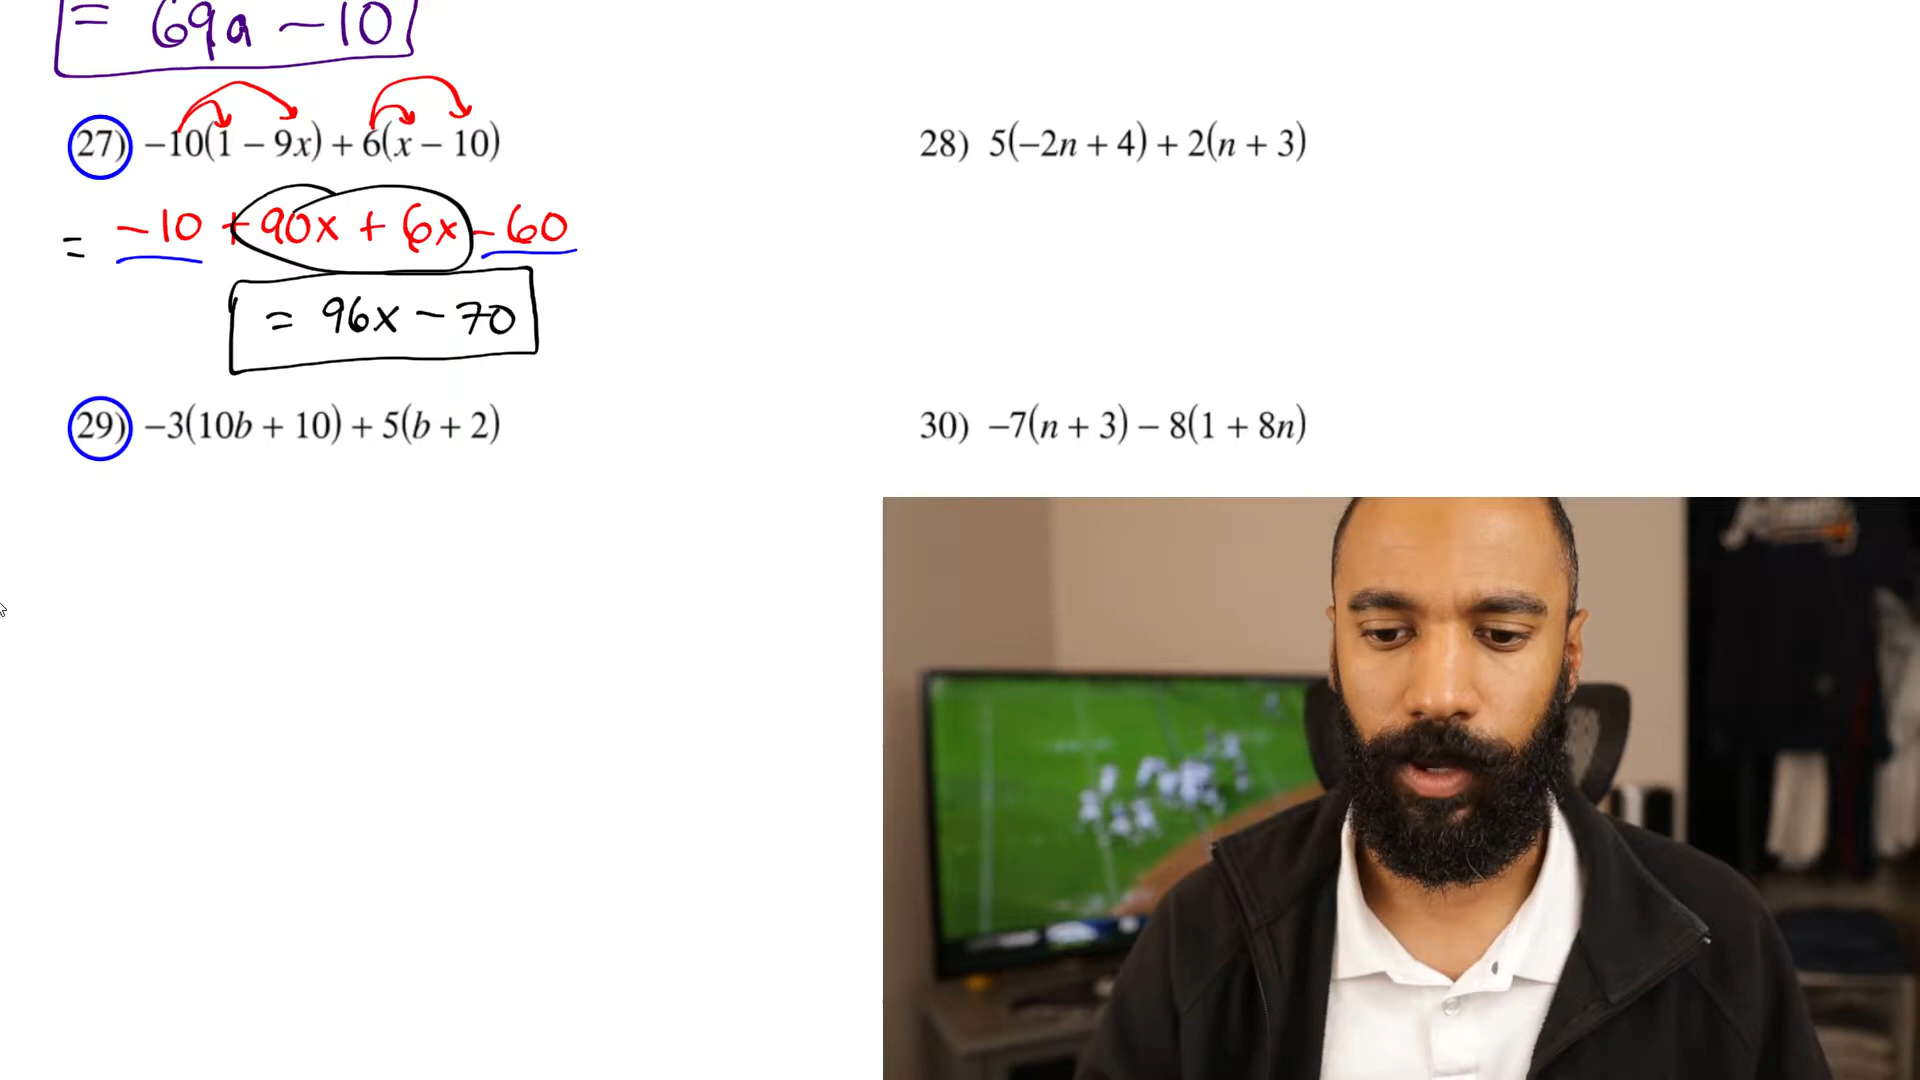 = 69a - 10
27) -10(1 - 9x) + 6(x - 10)
= -10 + 90x + 6x - 60
= 96x - 70
28) 5(-2n + 4) + 2(n + 3)
29) -3(10b + 10) + 5(b + 2)
30) -7(n + 3) - 8(1 + 8n)